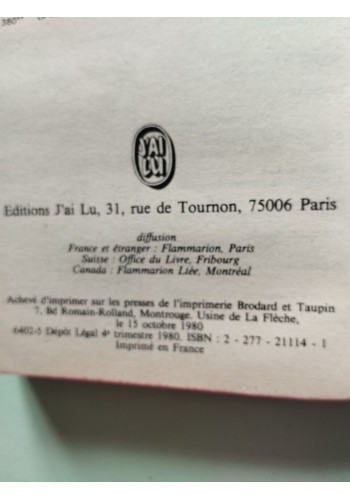 380**
J'AI
LUI
Editions J'ai Lu, 31, rue de Tournon, 75006 Paris
diffusion
France et étranger : Flammarion, Paris
Suisse : Office du Livre, Fribourg
Canada : Flammarion Ltée, Montréal
Achevé d'imprimer sur les presses de l'imprimerie Brodard et Taupin
7, Bd Romain-Rolland, Montrouge. Usine de La Flèche,
le 15 octobre 1980
6402-5 Dépôt Légal 4e trimestre 1980. ISBN : 2 - 277 - 21114 - 1
Imprimé en France